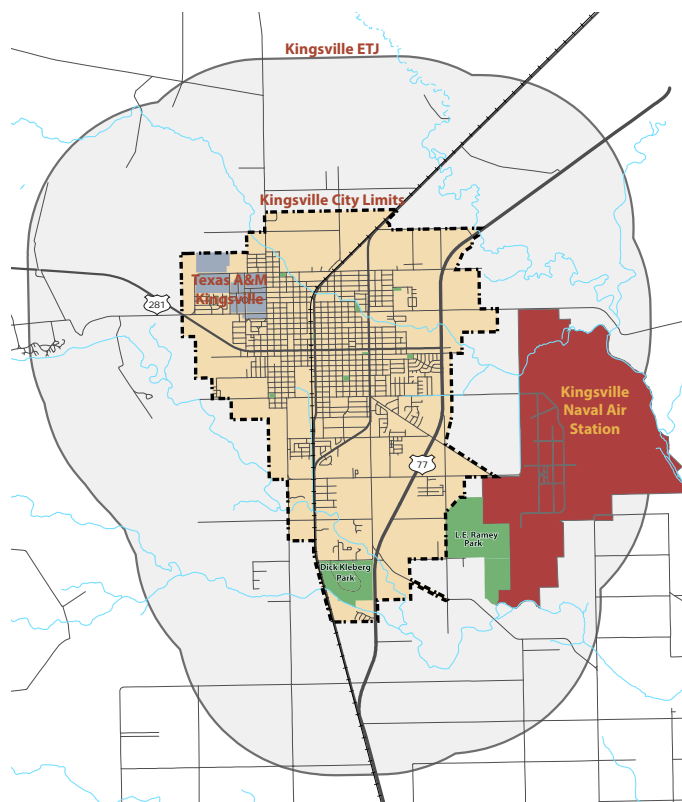 Kingsville ETJ
Kingsville City Limits
Texas A&M
Kingsville
281
Kingsville
Naval Air
Station
77
L.E. Ramey
Park
Dick Kleberg
Park